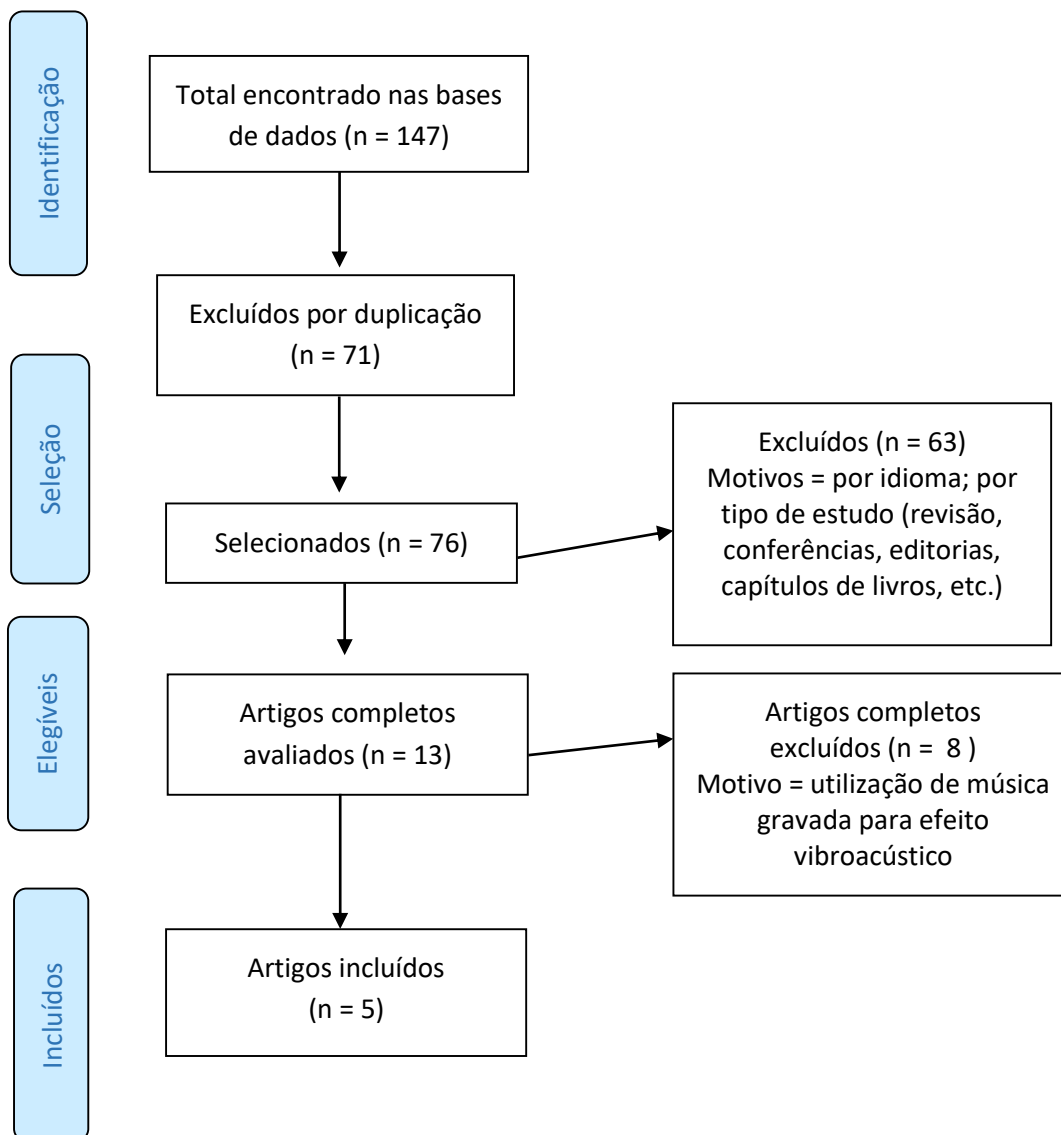 Identificação
Total encontrado nas bases
de dados (n = 147)
Excluídos por duplicação
(n = 71)
Seleção
Selecionados (n = 76)
Excluídos (n = 63)
Motivos = por idioma; por
tipo de estudo (revisão,
conferências, editorias,
capítulos de livros, etc.)
Elegíveis
Artigos completos
avaliados (n = 13)
Artigos completos
excluídos (n =  8 )
Motivo = utilização de música
gravada para efeito
vibroacústico
Incluídos
Artigos incluídos
(n = 5)